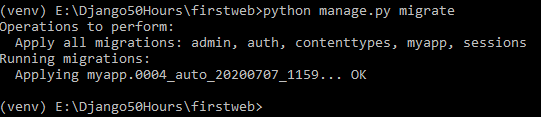 (venv) E:\Django50Hours\firstweb>python manage.py migrate
Operations to perform:
  Apply all migrations: admin, auth, contenttypes, myapp, sessions
Running migrations:
  Applying myapp.0004_auto_20200707_1159... OK
(venv) E:\Django50Hours\firstweb>